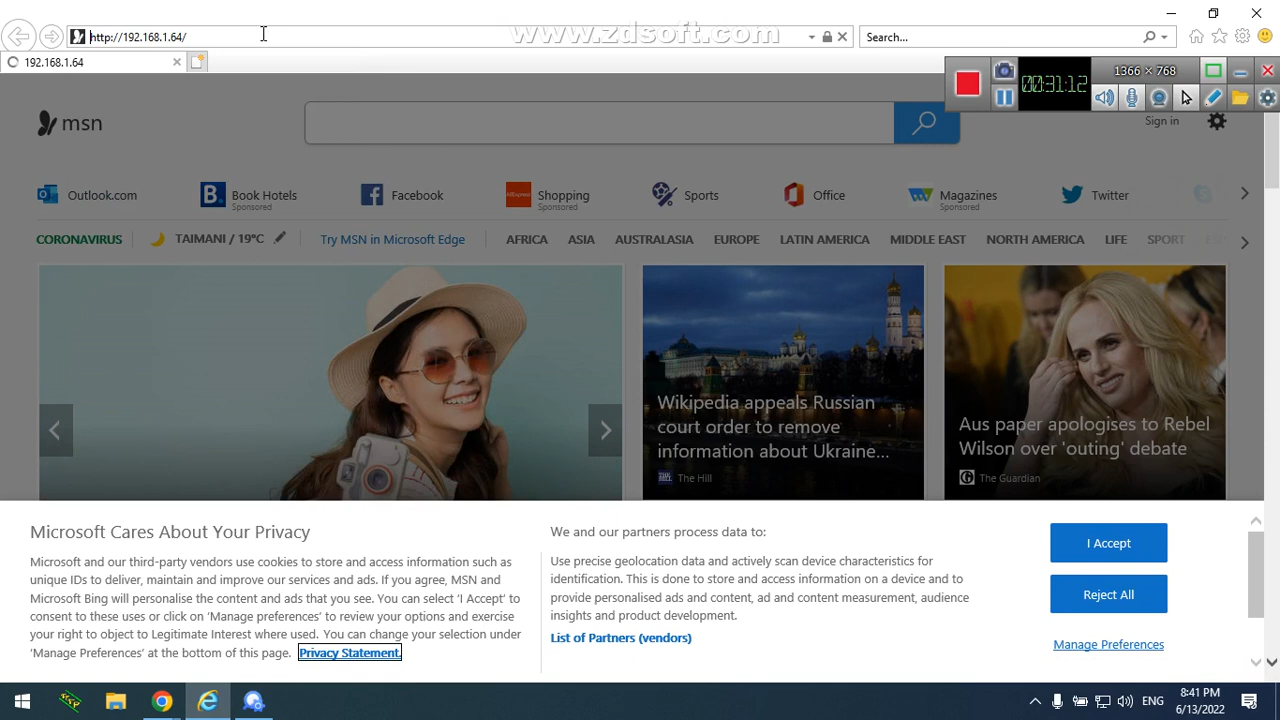 http://192.168.1.64/
www.zdsoft.com
Search...
192.168.1.64
1366 × 768
00:31:12
msn
Sign in
Outlook.com
Book Hotels
Sponsored
Facebook
Shopping
Sponsored
Sports
Office
Magazines
Sponsored
Twitter
CORONAVIRUS
TAIMANI / 19°C
Try MSN in Microsoft Edge
AFRICA
ASIA
AUSTRALASIA
EUROPE
LATIN AMERICA
MIDDLE EAST
NORTH AMERICA
LIFE
SPORT
Wikipedia appeals Russian
court order to remove
information about Ukraine...
The Hill
Aus paper apologises to Rebel
Wilson over 'outing' debate
The Guardian
Microsoft Cares About Your Privacy
Microsoft and our third-party vendors use cookies to store and access information such as
unique IDs to deliver, maintain and improve our services and ads. If you agree, MSN and
Microsoft Bing will personalise the content and ads that you see. You can select 'I Accept' to
consent to these uses or click on 'Manage preferences' to review your options and exercise
your right to object to Legitimate Interest where used. You can change your selection under
'Manage Preferences' at the bottom of this page. Privacy Statement.
We and our partners process data to:
Use precise geolocation data and actively scan device characteristics for
identification. This is done to store and access information on a device and to
provide personalised ads and content, ad and content measurement, audience
insights and product development.
List of Partners (vendors)
I Accept
Reject All
Manage Preferences
ENG
8:41 PM
6/13/2022